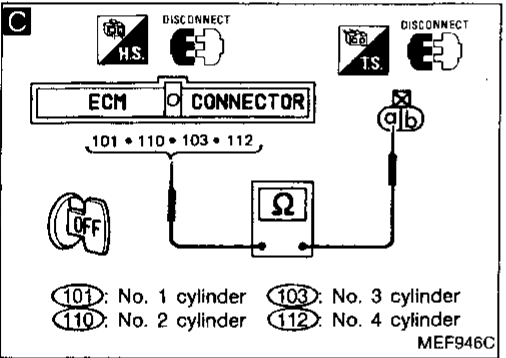 C
DISCONNECT
DISCONNECT
H.S.
T.S.
ECM CONNECTOR
a b
101 • 110 • 103 • 112
Ω
OFF
101: No. 1 cylinder 103: No. 3 cylinder
110: No. 2 cylinder 112: No. 4 cylinder
MEF946C